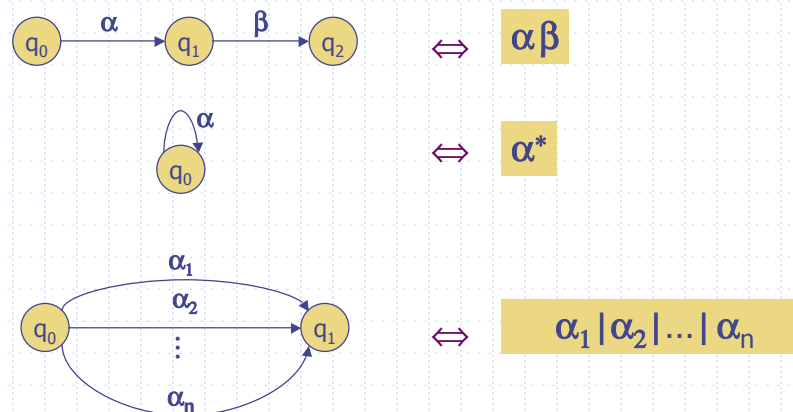 α β
q₀ q₁ q₂ ⇔ αβ
α
q₀ ⇔ α*
α₁
α₂
q₀ q₁ ⇔ α₁|α₂|...| αₙ
⋮
αₙ